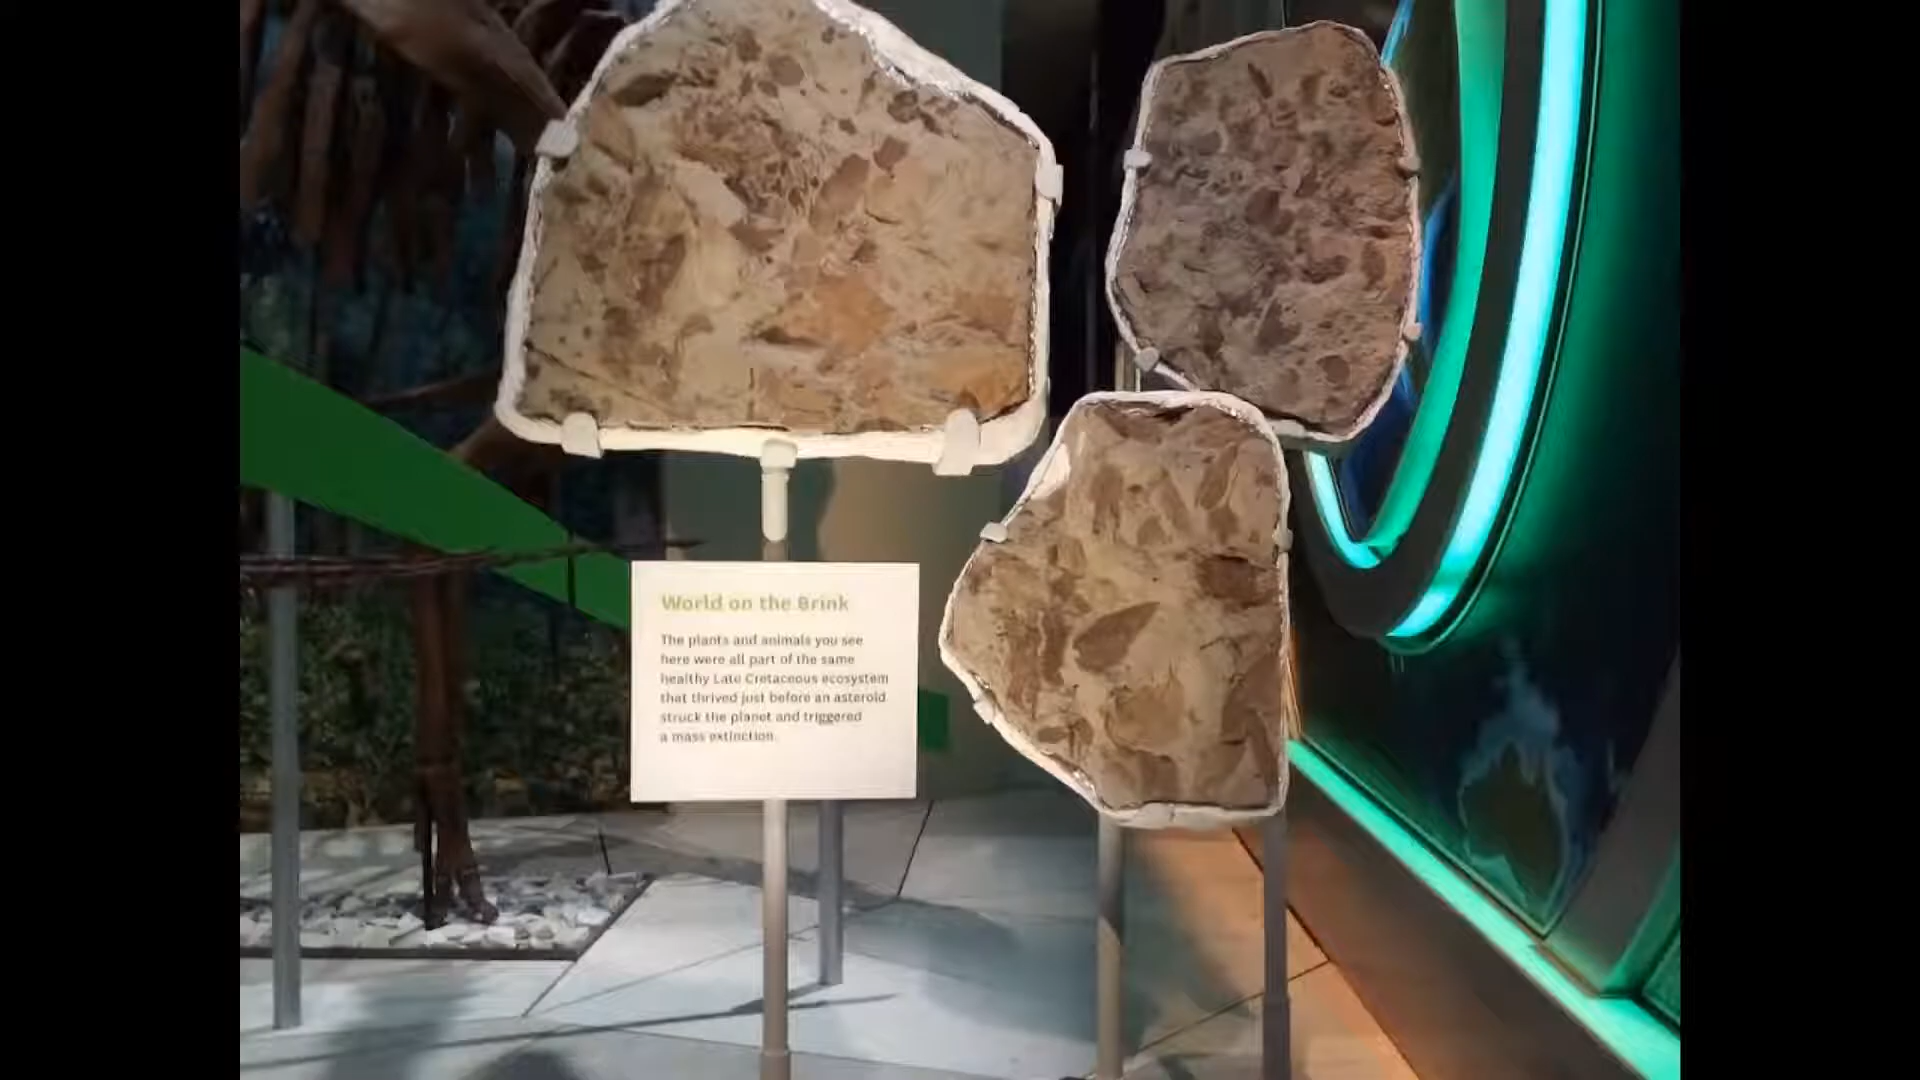 World on the Brink
The plants and animals you see
here were all part of the same
healthy Late Cretaceous ecosystem
that thrived just before an asteroid
struck the planet and triggered
a mass extinction.